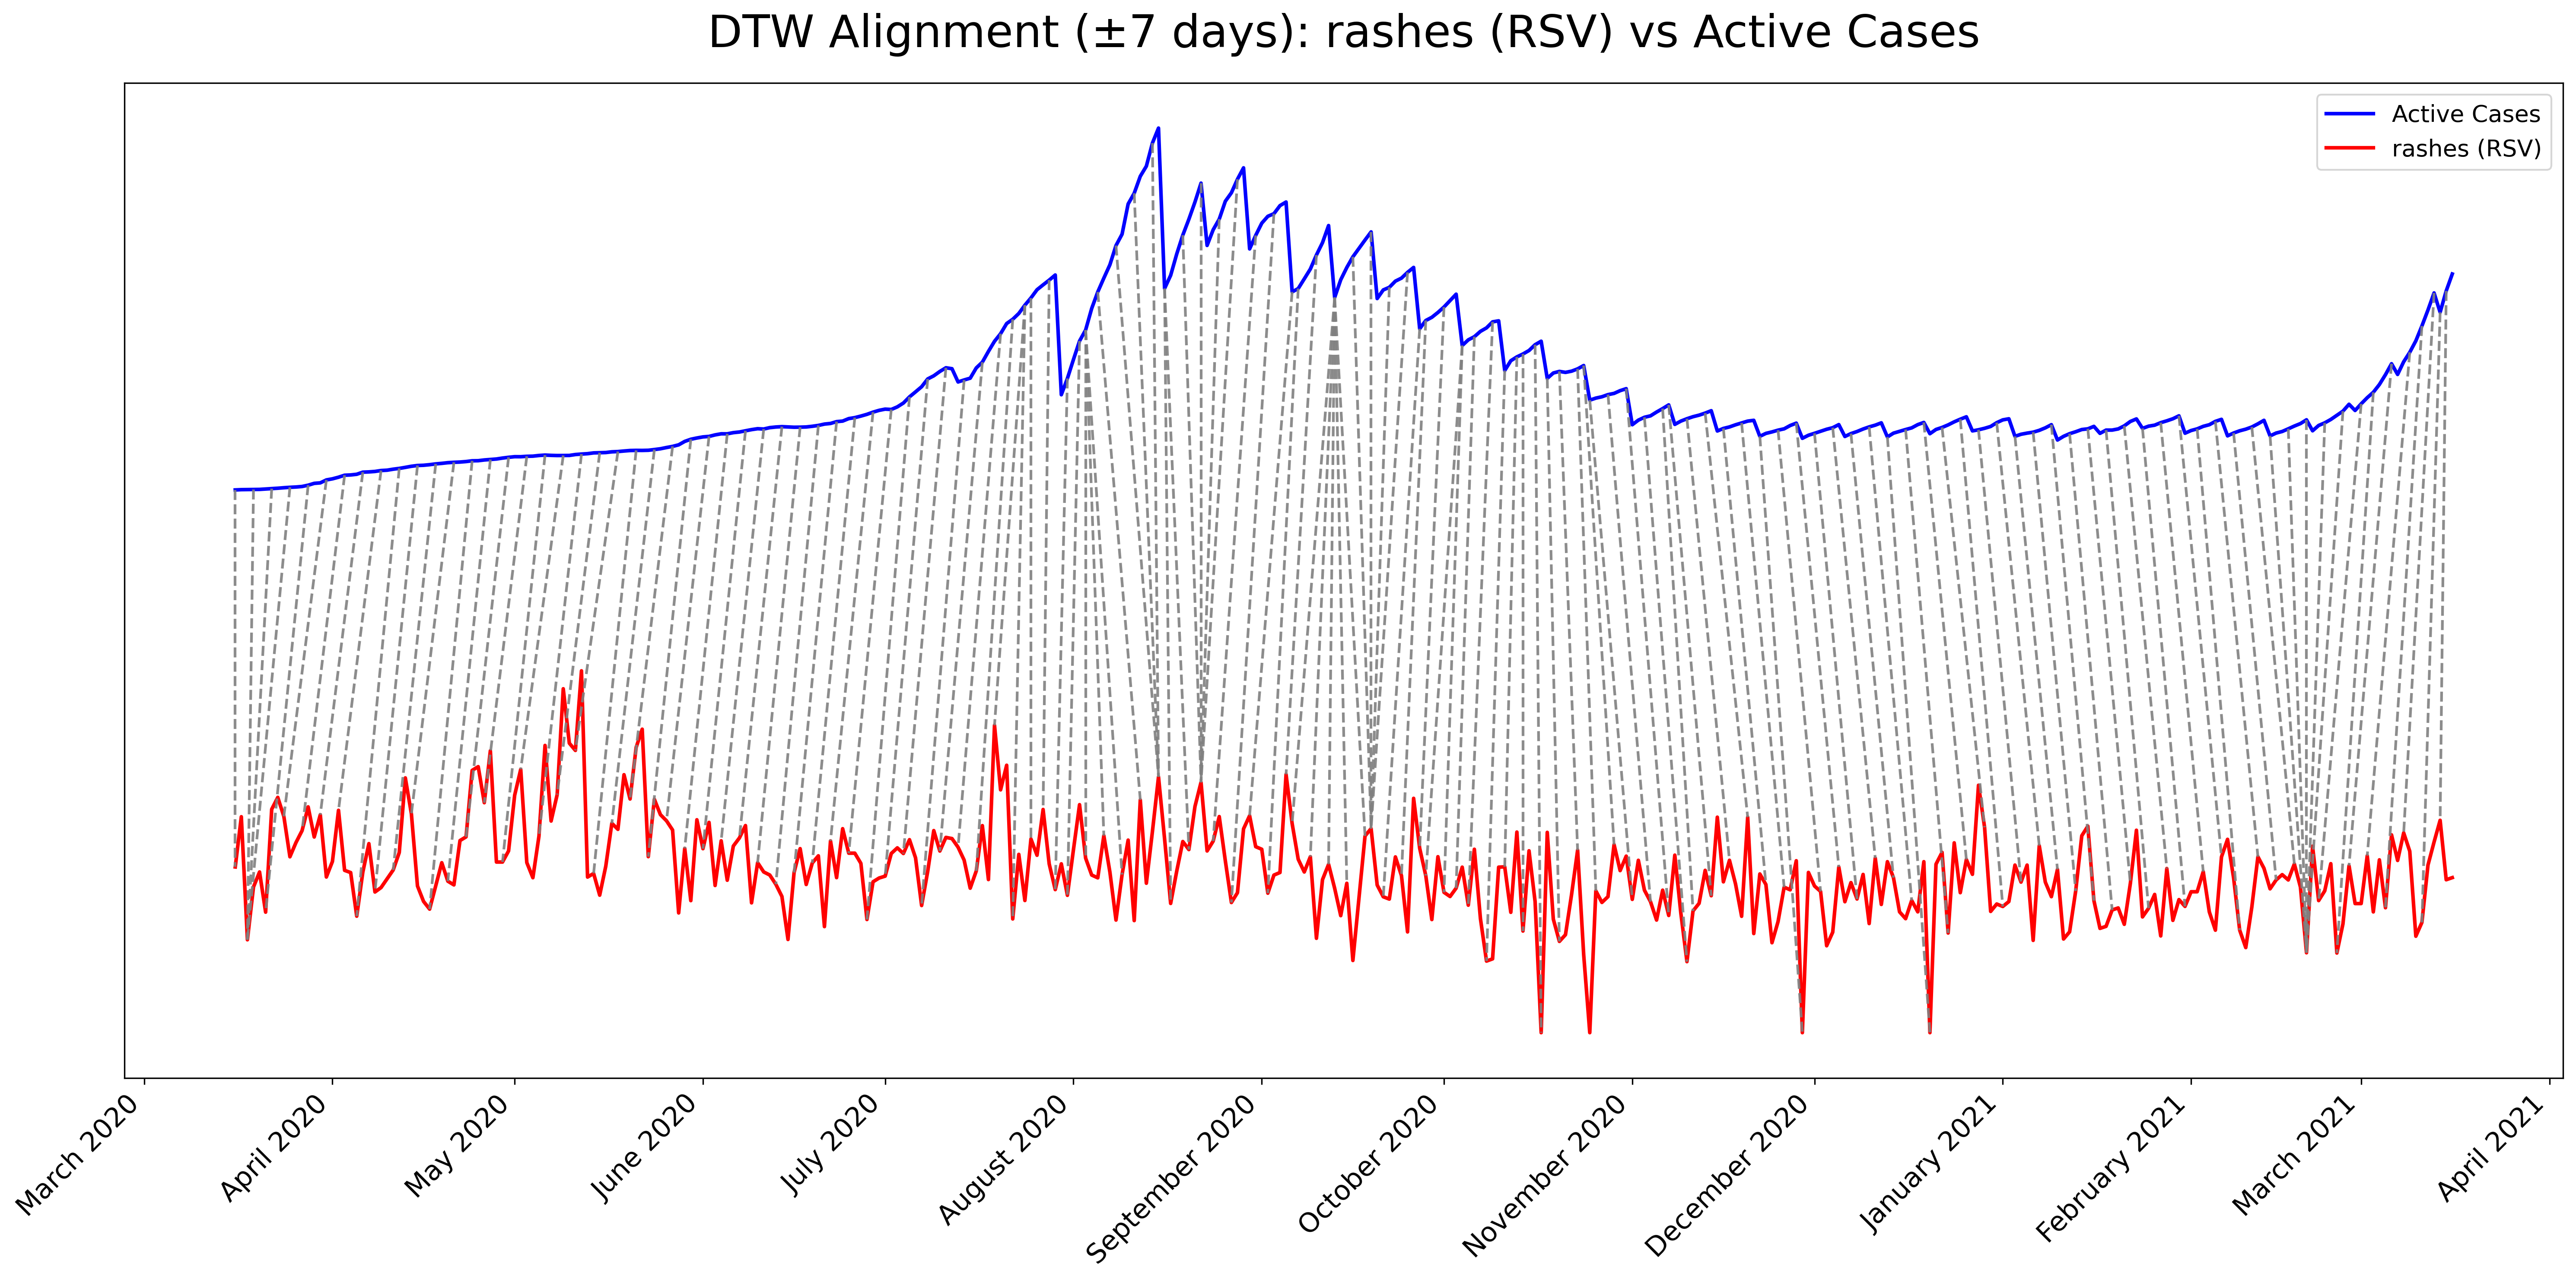 DTW Alignment (±7 days): rashes (RSV) vs Active Cases
Active Cases
rashes (RSV)
March 2020
April 2020
May 2020
June 2020
July 2020
August 2020
September 2020
October 2020
November 2020
December 2020
January 2021
February 2021
March 2021
April 2021